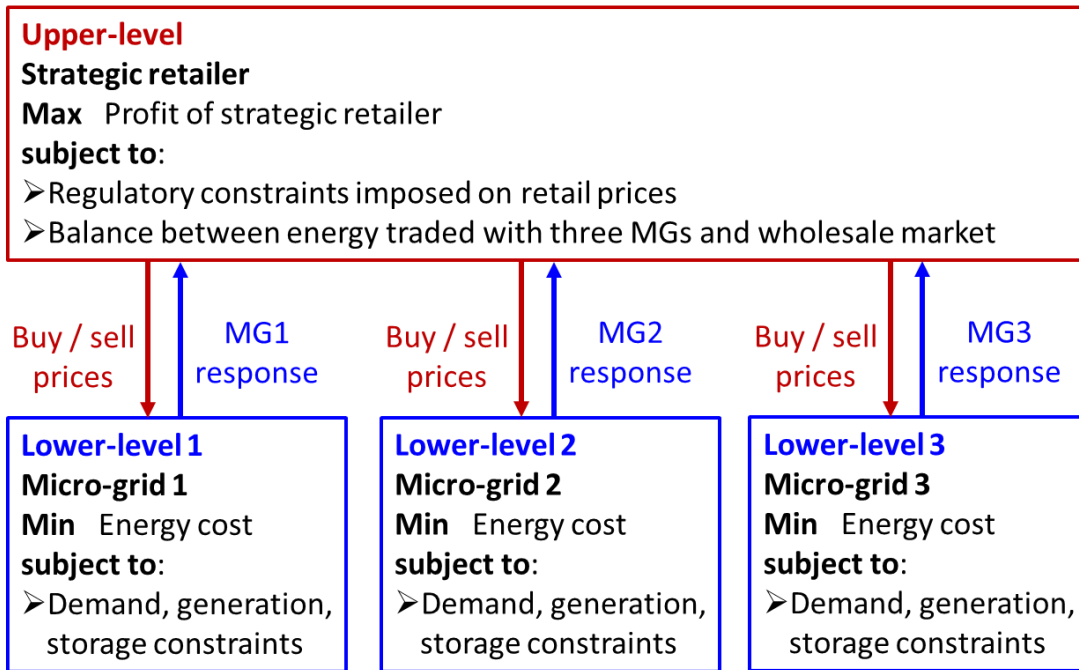 Upper-level
Strategic retailer
Max Profit of strategic retailer
subject to:
➢Regulatory constraints imposed on retail prices
➢Balance between energy traded with three MGs and wholesale market
Buy / sell
prices
MG1
response
Buy / sell
prices
MG2
response
Buy / sell
prices
MG3
response
Lower-level 1
Micro-grid 1
Min Energy cost
subject to:
➢Demand, generation,
storage constraints
Lower-level 2
Micro-grid 2
Min Energy cost
subject to:
➢Demand, generation,
storage constraints
Lower-level 3
Micro-grid 3
Min Energy cost
subject to:
➢Demand, generation,
storage constraints